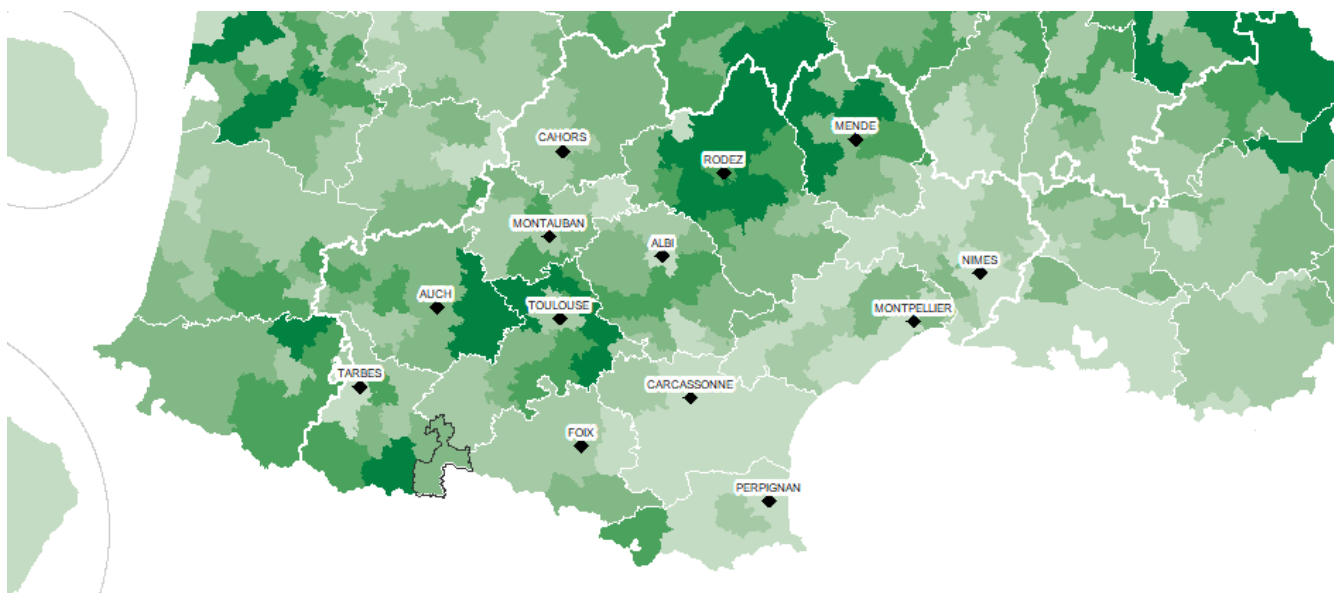 MENDE
CAHORS
RODEZ
MONTAUBAN
ALBI
NIMES
AUCH
TOULOUSE
MONTPELLIER
TARBES
CARCASSONNE
FOIX
PERPIGNAN